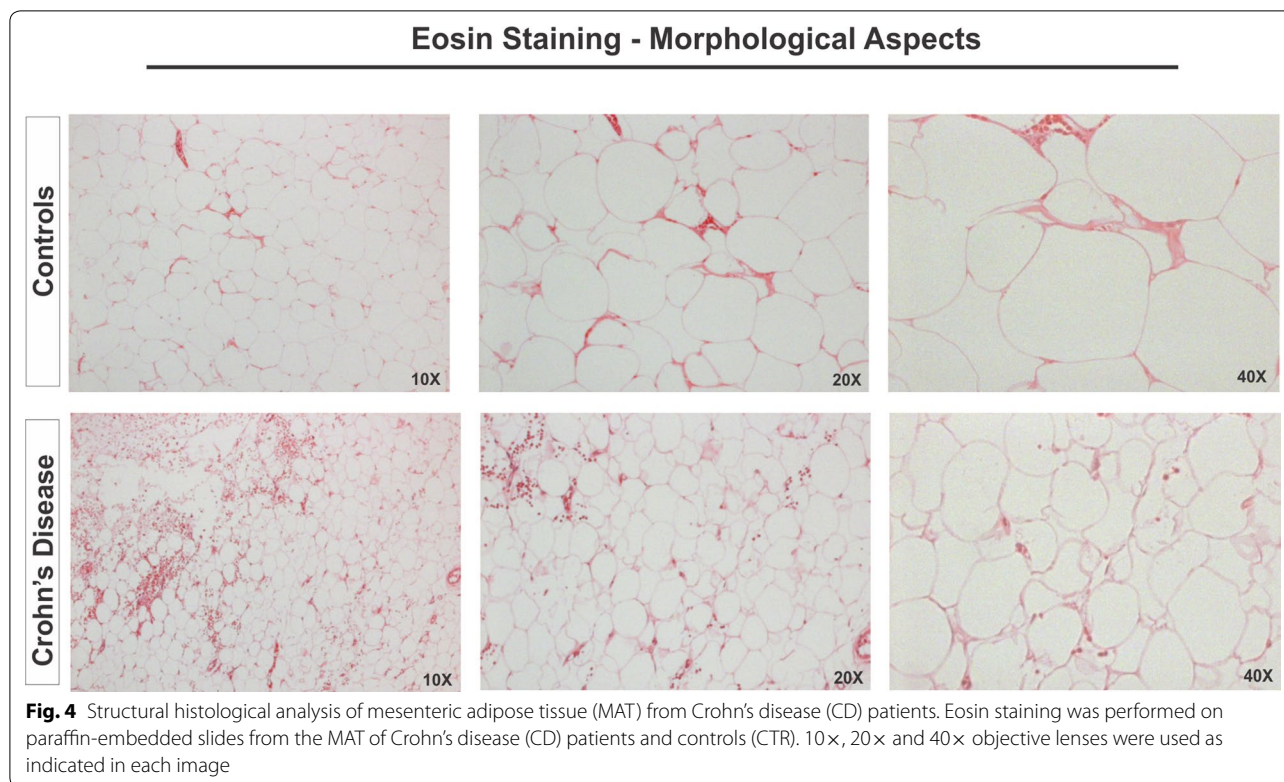 Eosin Staining - Morphological Aspects
Controls
10X
20X
40X
Crohn's Disease
10X
20X
40X
Fig. 4 Structural histological analysis of mesenteric adipose tissue (MAT) from Crohn's disease (CD) patients. Eosin staining was performed on
paraffin-embedded slides from the MAT of Crohn's disease (CD) patients and controls (CTR). 10×, 20× and 40× objective lenses were used as
indicated in each image